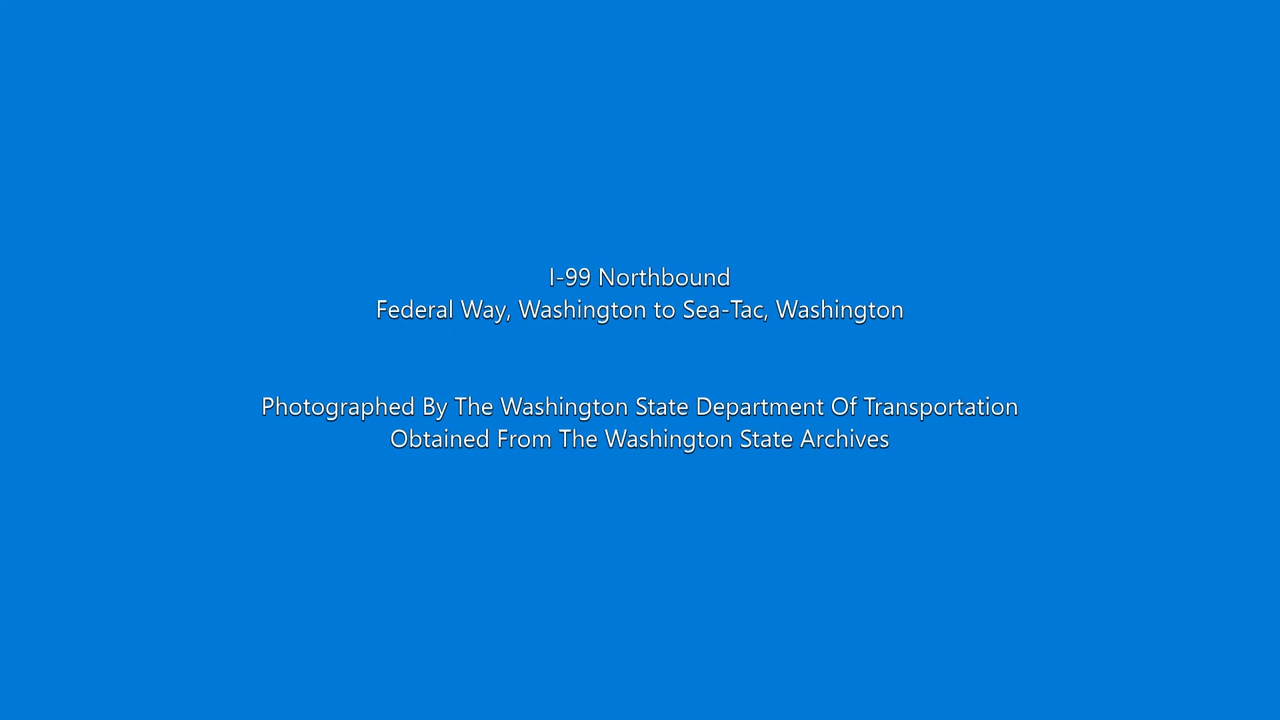 I-99 Northbound
Federal Way, Washington to Sea-Tac, Washington
Photographed By The Washington State Department Of Transportation
Obtained From The Washington State Archives